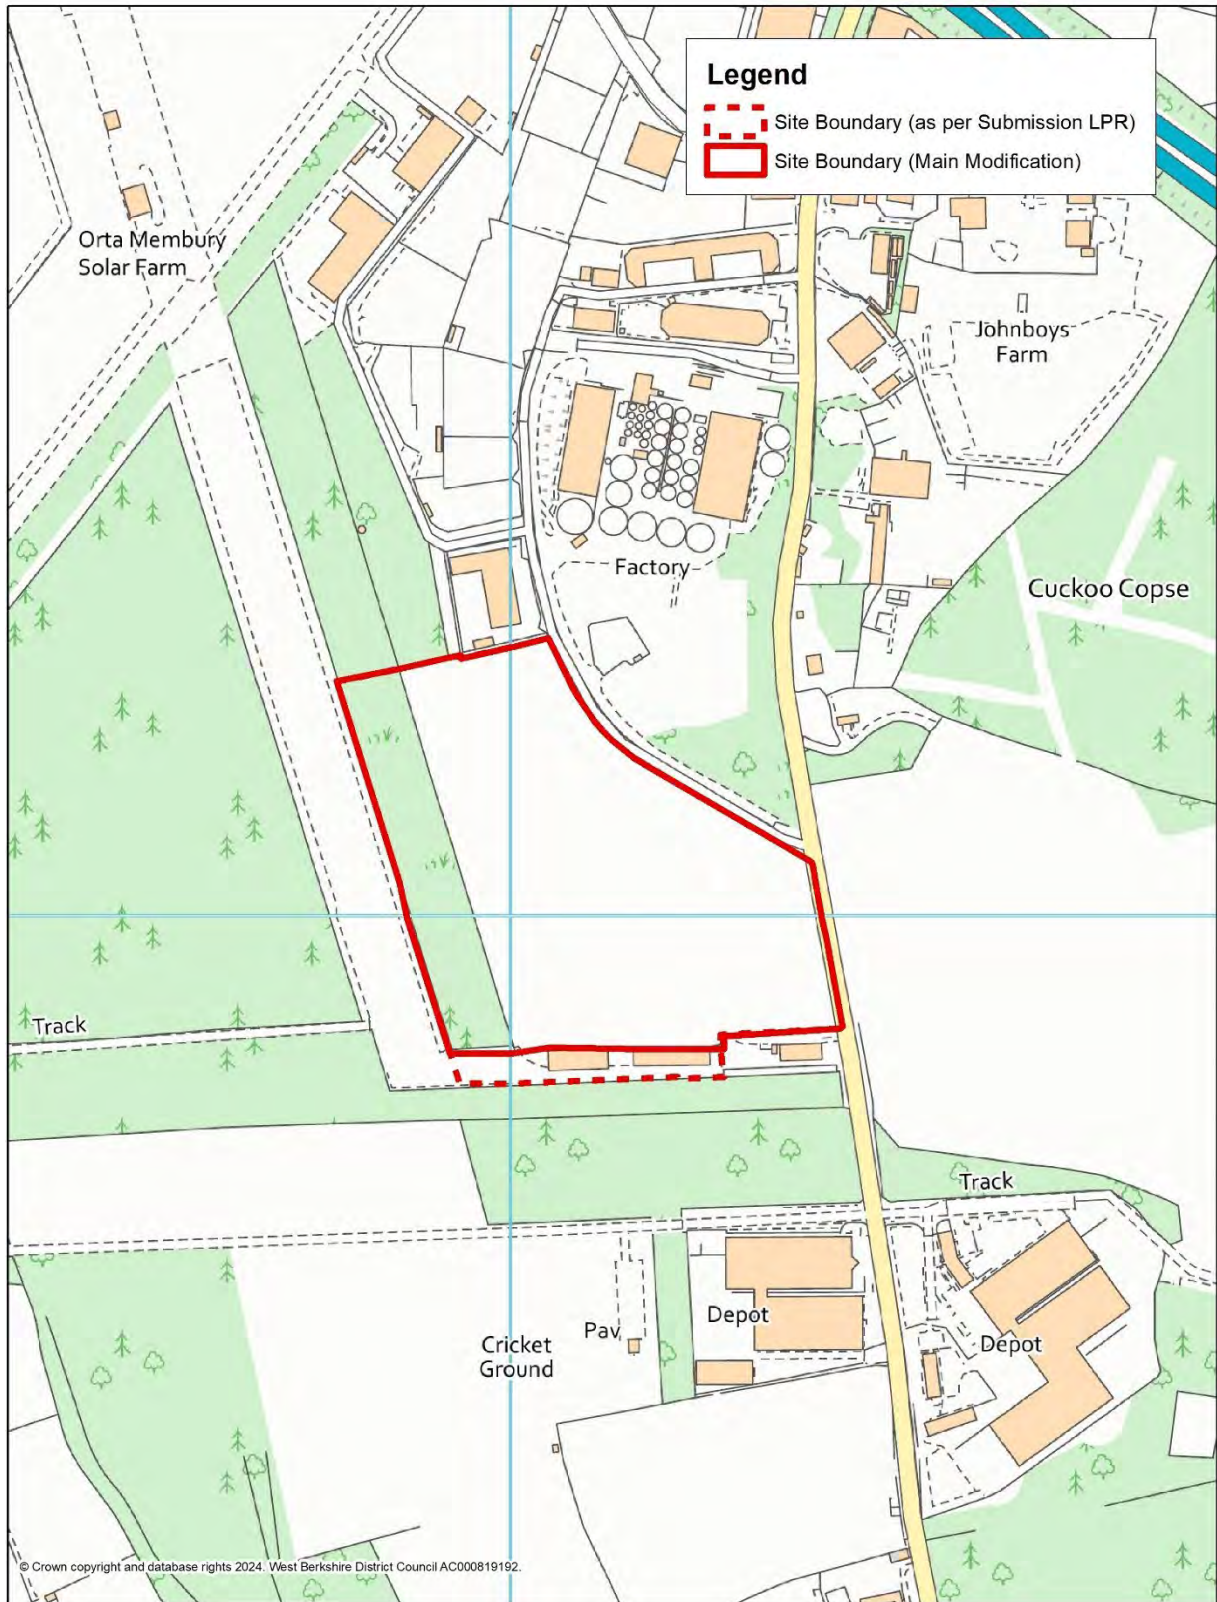 Legend
Site Boundary (as per Submission LPR)
Site Boundary (Main Modification)
Orta Membury
Solar Farm
Johnboys
Farm
Factory
Cuckoo Copse
Track
Track
Depot
Pav
Cricket
Ground
Depot
© Crown copyright and database rights 2024. West Berkshire District Council AC000819192.